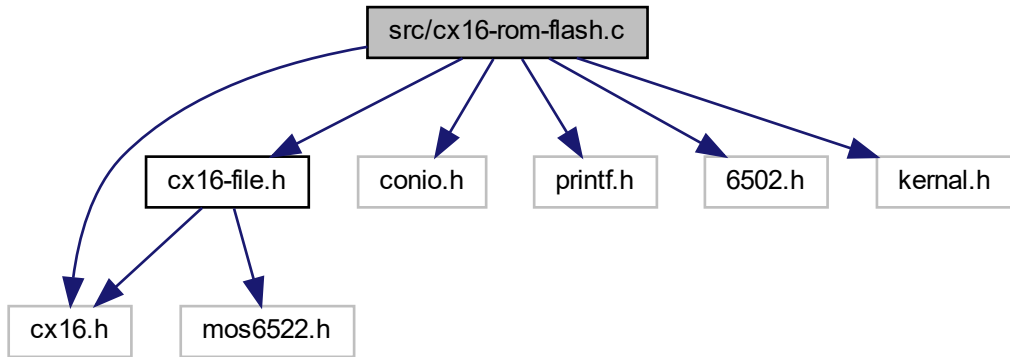 src/cx16-rom-flash.c
cx16-file.h
conio.h
printf.h
6502.h
kernal.h
cx16.h
mos6522.h